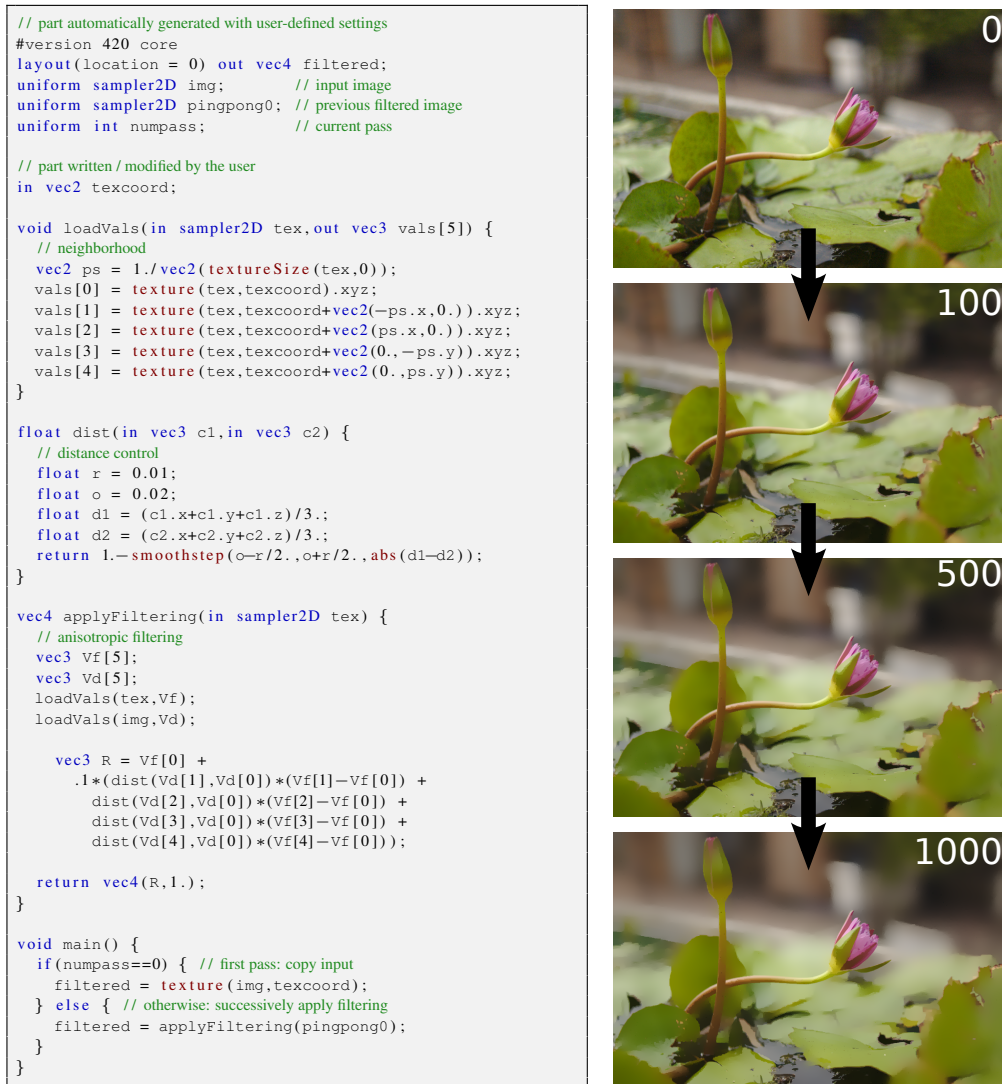 // part automatically generated with user-defined settings
#version 420 core
layout(location = 0) out vec4 filtered;
uniform sampler2D img; // input image
uniform sampler2D pingpong0; // previous filtered image
uniform int numpass; // current pass
// part written / modified by the user
in vec2 texcoord;
void loadVals(in sampler2D tex,out vec3 vals[5]) {
// neighborhood
vec2 ps = 1./vec2(textureSize(tex,0));
vals[0] = texture(tex,texcoord).xyz;
vals[1] = texture(tex,texcoord+vec2(-ps.x,0.)).xyz;
vals[2] = texture(tex,texcoord+vec2(ps.x,0.)).xyz;
vals[3] = texture(tex,texcoord+vec2(0.,-ps.y)).xyz;
vals[4] = texture(tex,texcoord+vec2(0.,ps.y)).xyz;
}
float dist(in vec3 c1,in vec3 c2) {
// distance control
float r = 0.01;
float o = 0.02;
float d1 = (c1.x+c1.y+c1.z)/3.;
float d2 = (c2.x+c2.y+c2.z)/3.;
return 1.-smoothstep(o-r/2.,o+r/2.,abs(d1-d2));
}
vec4 applyFiltering(in sampler2D tex) {
// anisotropic filtering
vec3 Vf[5];
vec3 Vd[5];
loadVals(tex,Vf);
loadVals(img,Vd);
vec3 R = Vf[0] +
.1*(dist(Vd[1],Vd[0])*(Vf[1]-Vf[0]) +
dist(Vd[2],Vd[0])*(Vf[2]-Vf[0]) +
dist(Vd[3],Vd[0])*(Vf[3]-Vf[0]) +
dist(Vd[4],Vd[0])*(Vf[4]-Vf[0]));
return vec4(R,1.);
}
void main() {
if(numpass==0) { // first pass: copy input
filtered = texture(img,texcoord);
} else { // otherwise: successively apply filtering
filtered = applyFiltering(pingpong0);
}
}
0
100
500
1000